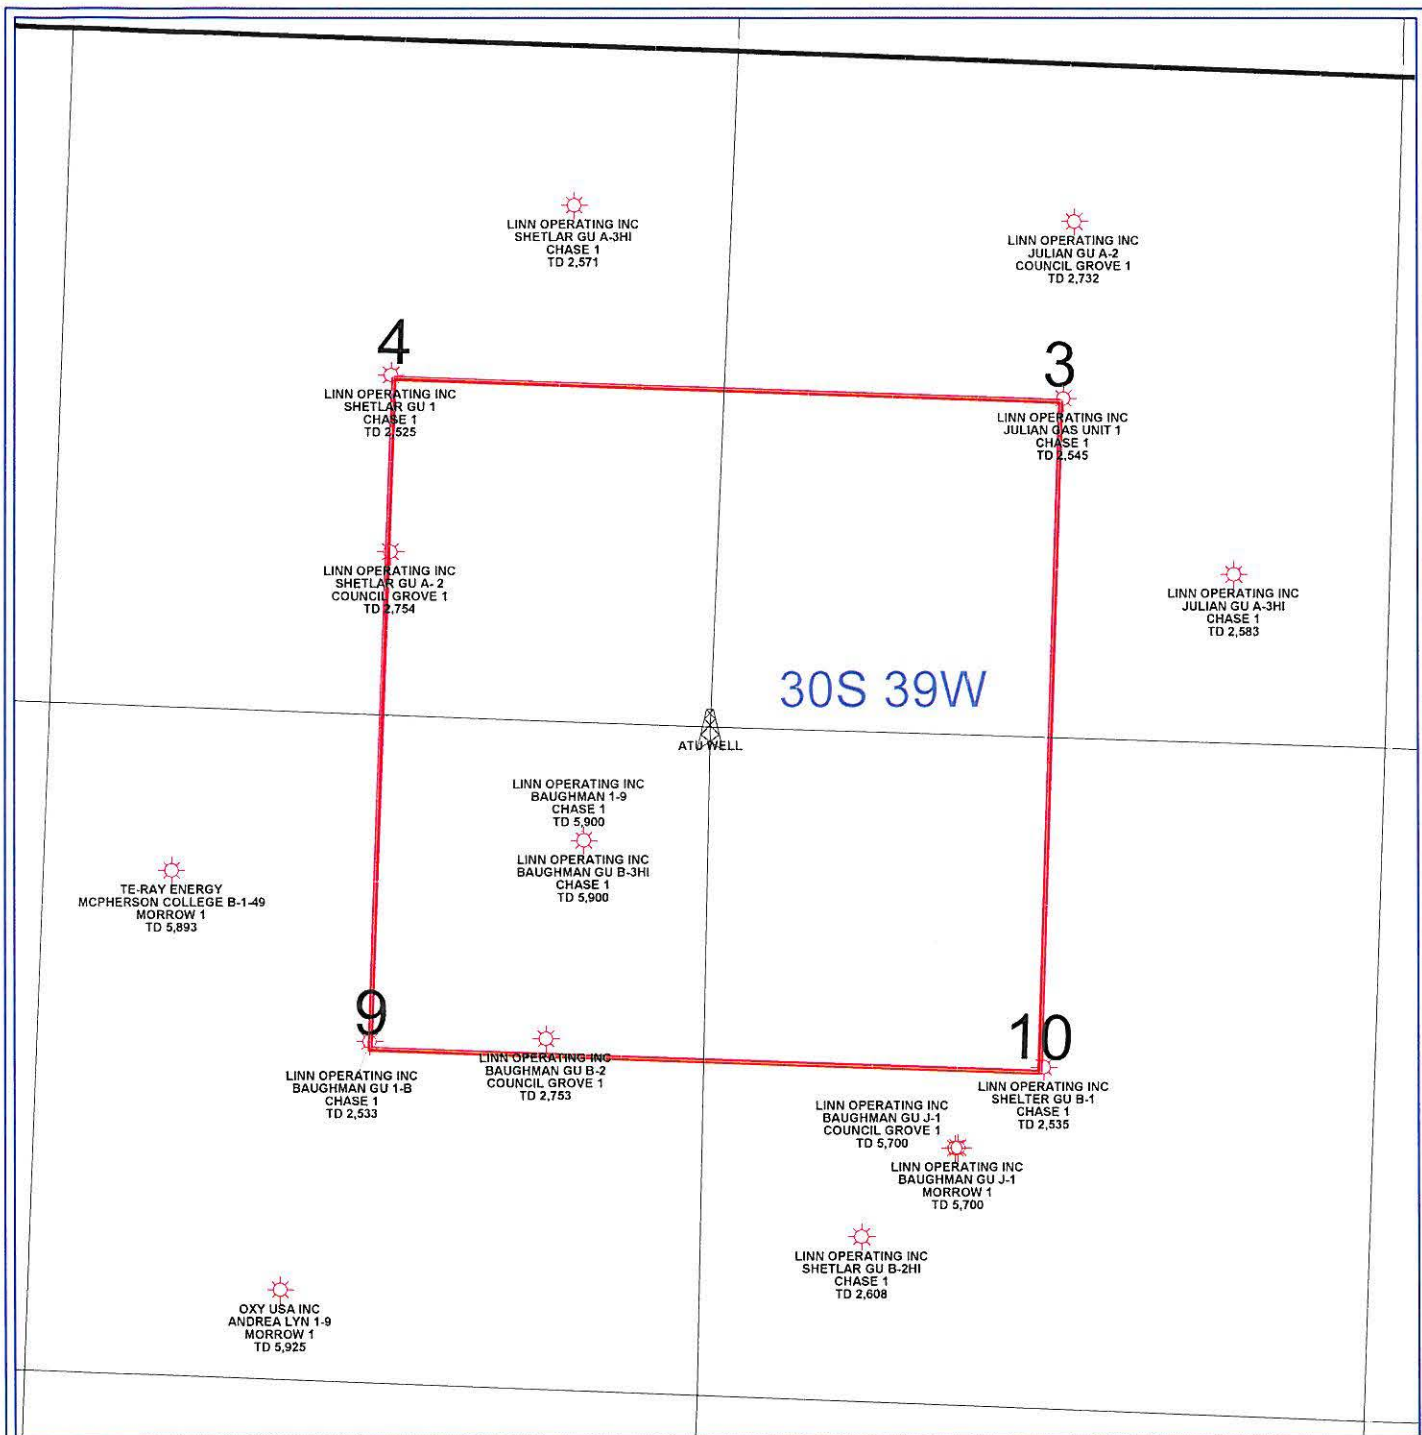 LINN OPERATING INC
SHETLAR GU A-3HI
CHASE 1
TD 2,571
LINN OPERATING INC
JULIAN GU A-2
COUNCIL GROVE 1
TD 2,732
4
LINN OPERATING INC
SHETLAR GU 1
CHASE 1
TD 2,525
3
LINN OPERATING INC
JULIAN GAS UNIT 1
CHASE 1
TD 2,545
LINN OPERATING INC
SHETLAR GU A- 2
COUNCIL GROVE 1
TD 2,754
LINN OPERATING INC
JULIAN GU A-3HI
CHASE 1
TD 2,583
30S 39W
ATU WELL
LINN OPERATING INC
BAUGHMAN 1-9
CHASE 1
TD 5,900
LINN OPERATING INC
BAUGHMAN GU B-3HI
CHASE 1
TD 5,900
TE-RAY ENERGY
MCPHERSON COLLEGE B-1-49
MORROW 1
TD 5,893
9
LINN OPERATING INC
BAUGHMAN GU 1-B
CHASE 1
TD 2,533
LINN OPERATING INC
BAUGHMAN GU B-2
COUNCIL GROVE 1
TD 2,753
10
LINN OPERATING INC
SHELTER GU B-1
CHASE 1
TD 2,535
LINN OPERATING INC
BAUGHMAN GU J-1
COUNCIL GROVE 1
TD 5,700
LINN OPERATING INC
BAUGHMAN GU J-1
MORROW 1
TD 5,700
LINN OPERATING INC
SHETLAR GU B-2HI
CHASE 1
TD 2,608
OXY USA INC
ANDREA LYN 1-9
MORROW 1
TD 5,925